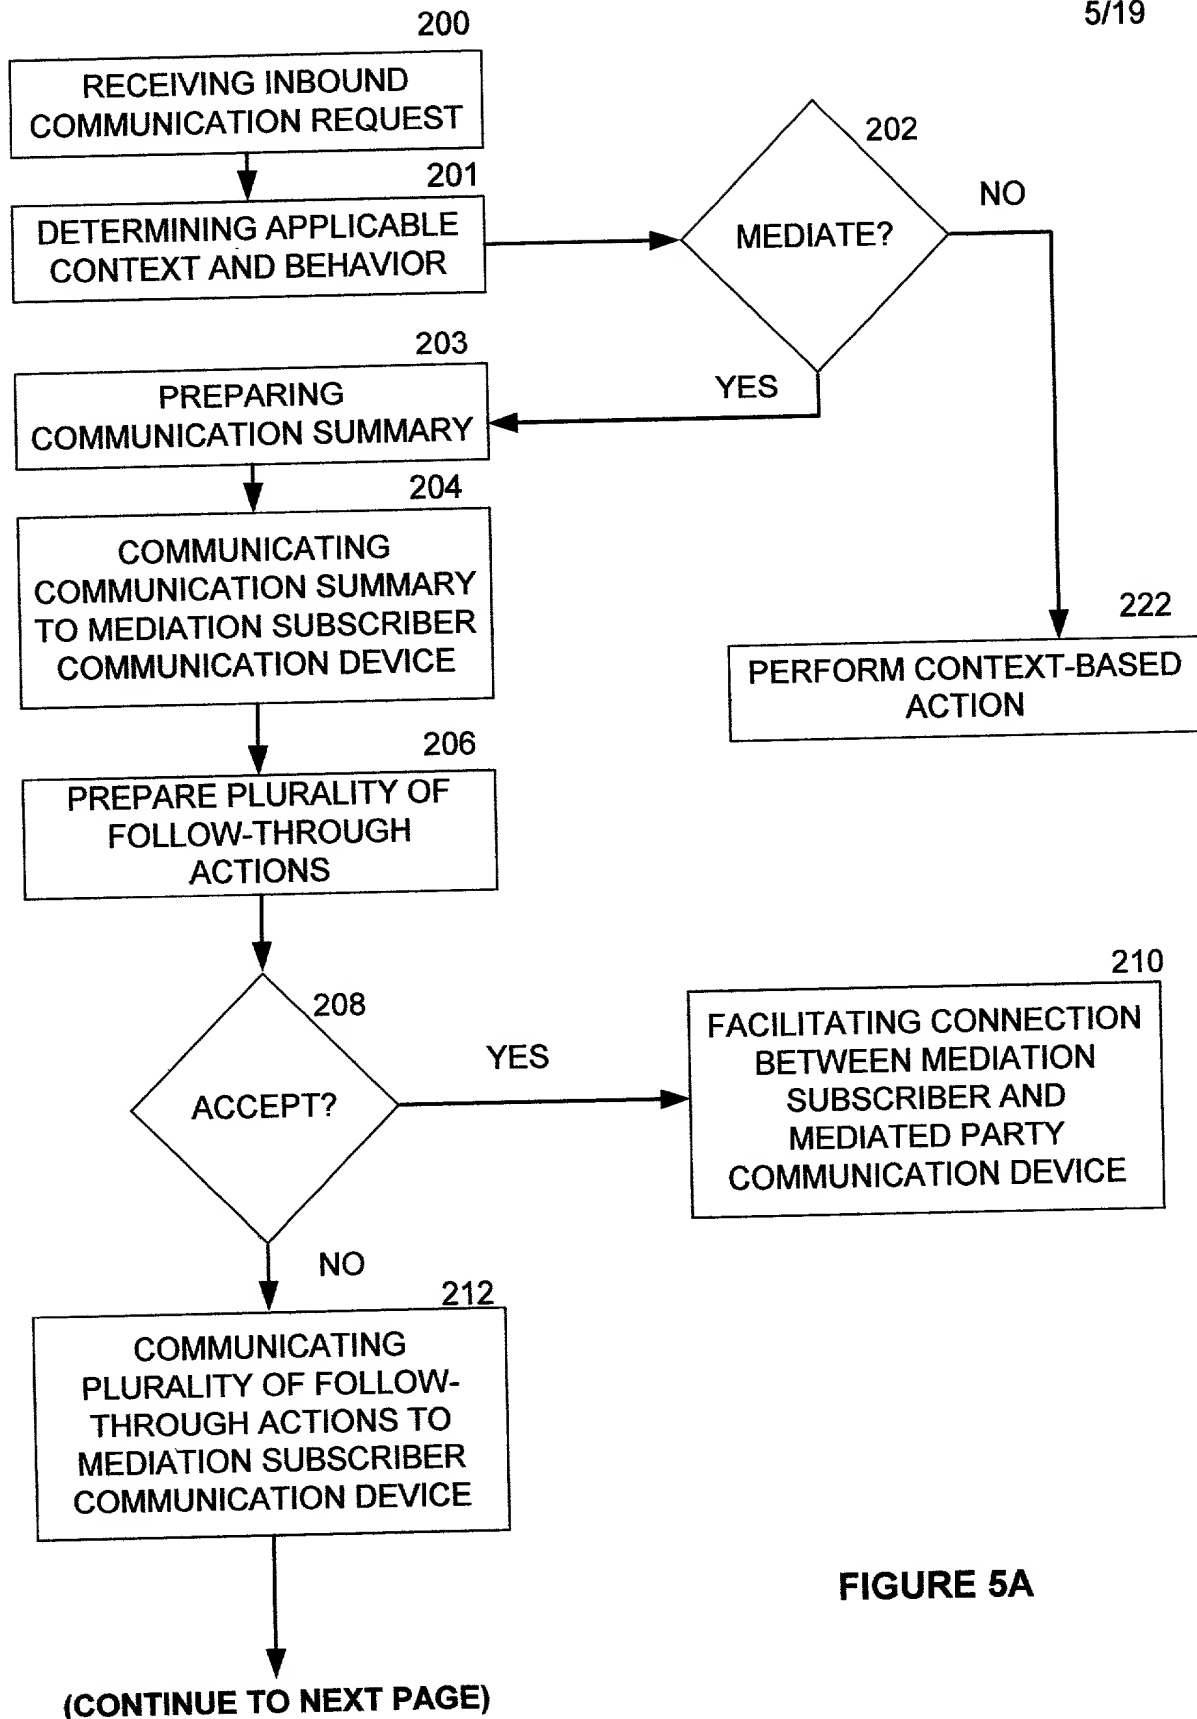 5/19
200
RECEIVING INBOUND
COMMUNICATION REQUEST
201
DETERMINING APPLICABLE
CONTEXT AND BEHAVIOR
202
MEDIATE?
NO
YES
203
PREPARING
COMMUNICATION SUMMARY
204
COMMUNICATING
COMMUNICATION SUMMARY
TO MEDIATION SUBSCRIBER
COMMUNICATION DEVICE
222
PERFORM CONTEXT-BASED
ACTION
206
PREPARE PLURALITY OF
FOLLOW-THROUGH
ACTIONS
208
ACCEPT?
YES
210
FACILITATING CONNECTION
BETWEEN MEDIATION
SUBSCRIBER AND
MEDIATED PARTY
COMMUNICATION DEVICE
NO
212
COMMUNICATING
PLURALITY OF FOLLOW-
THROUGH ACTIONS TO
MEDIATION SUBSCRIBER
COMMUNICATION DEVICE
FIGURE 5A
(CONTINUE TO NEXT PAGE)